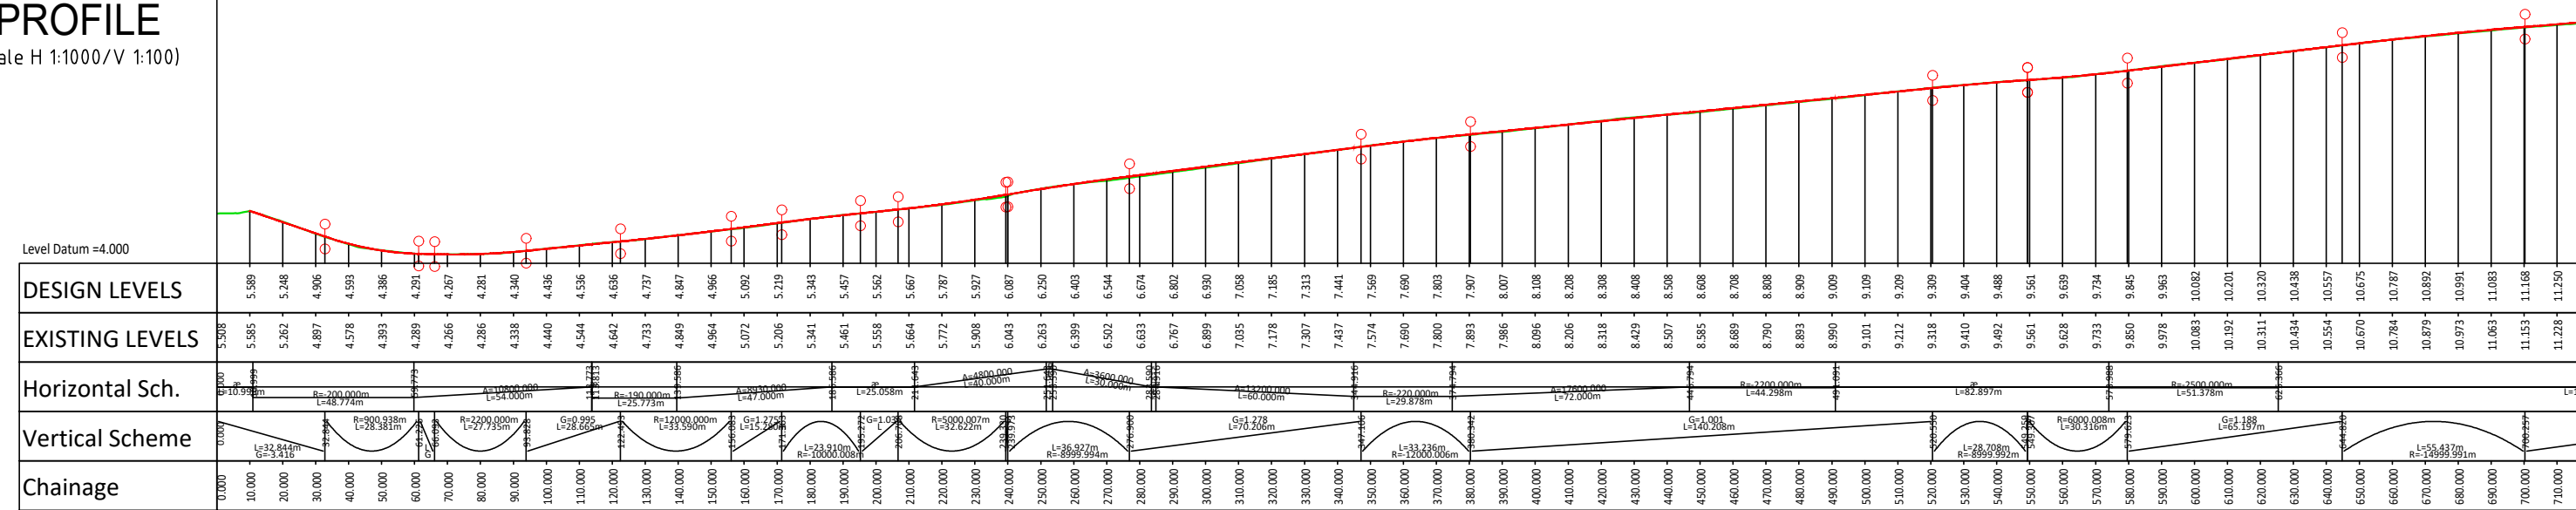 PROFILE
ale H 1:1000/V 1:100)
Level Datum =4.000
DESIGN LEVELS
5.589 5.248 4.906 4.593 4.386 4.291 4.267 4.281 4.340 4.436 4.536 4.636 4.737 4.847 4.966 5.092 5.219 5.343 5.457 5.562 5.667 5.787 5.927 6.087 6.250 6.403 6.544 6.674 6.802 6.930 7.058 7.185 7.313 7.441 7.569 7.690 7.803 7.907 8.007 8.108 8.208 8.308 8.408 8.508 8.608 8.708 8.808 8.909 9.009 9.109 9.209 9.309 9.404 9.488 9.561 9.639 9.734 9.845 9.963 10.082 10.201 10.320 10.438 10.557 10.675 10.787 10.892 10.991 11.083 11.168 11.250
EXISTING LEVELS
5.508 5.585 5.262 4.897 4.578 4.393 4.289 4.266 4.286 4.338 4.440 4.544 4.642 4.733 4.849 4.964 5.072 5.206 5.341 5.461 5.558 5.664 5.772 5.908 6.043 6.263 6.399 6.502 6.633 6.767 6.899 7.035 7.178 7.307 7.437 7.574 7.690 7.800 7.893 7.986 8.096 8.206 8.318 8.429 8.507 8.585 8.689 8.790 8.893 8.990 9.101 9.212 9.318 9.410 9.492 9.561 9.628 9.733 9.850 9.978 10.083 10.192 10.311 10.434 10.554 10.670 10.784 10.879 10.973 11.063 11.153 11.228
Horizontal Sch.
R=-200.000m
L=48.774m
A=10800.000
L=54.000m
R=-190.000m
L=25.773m
A=8930.000
L=47.000m
L=25.058m
A=4800.000
L=40.000m
A=3600.000
L=30.000m
A=13200.000
L=60.000m
R=-220.000m
L=29.878m
A=17600.000
L=72.000m
R=-2200.000m
L=44.298m
L=82.897m
R=-2500.000m
L=51.378m
Vertical Scheme
L=32.844m
G=-3.416
R=900.938m
L=28.381m
R=2200.000m
L=27.735m
G=0.995
L=28.665m
R=12000.000m
L=33.590m
L=23.910m
R=-10000.008m
R=5000.007m
L=32.622m
L=36.927m
R=-8999.994m
G=1.278
L=70.206m
L=33.236m
R=-12000.006m
G=1.001
L=140.208m
L=28.708m
R=-8999.992m
R=6000.008m
L=30.316m
G=1.188
L=65.197m
L=55.437m
R=-14999.991m
Chainage
0.000 10.000 20.000 30.000 40.000 50.000 60.000 70.000 80.000 90.000 100.000 110.000 120.000 130.000 140.000 150.000 160.000 170.000 180.000 190.000 200.000 210.000 220.000 230.000 240.000 250.000 260.000 270.000 280.000 290.000 300.000 310.000 320.000 330.000 340.000 350.000 360.000 370.000 380.000 390.000 400.000 410.000 420.000 430.000 440.000 450.000 460.000 470.000 480.000 490.000 500.000 510.000 520.000 530.000 540.000 550.000 560.000 570.000 580.000 590.000 600.000 610.000 620.000 630.000 640.000 650.000 660.000 670.000 680.000 690.000 700.000 710.000